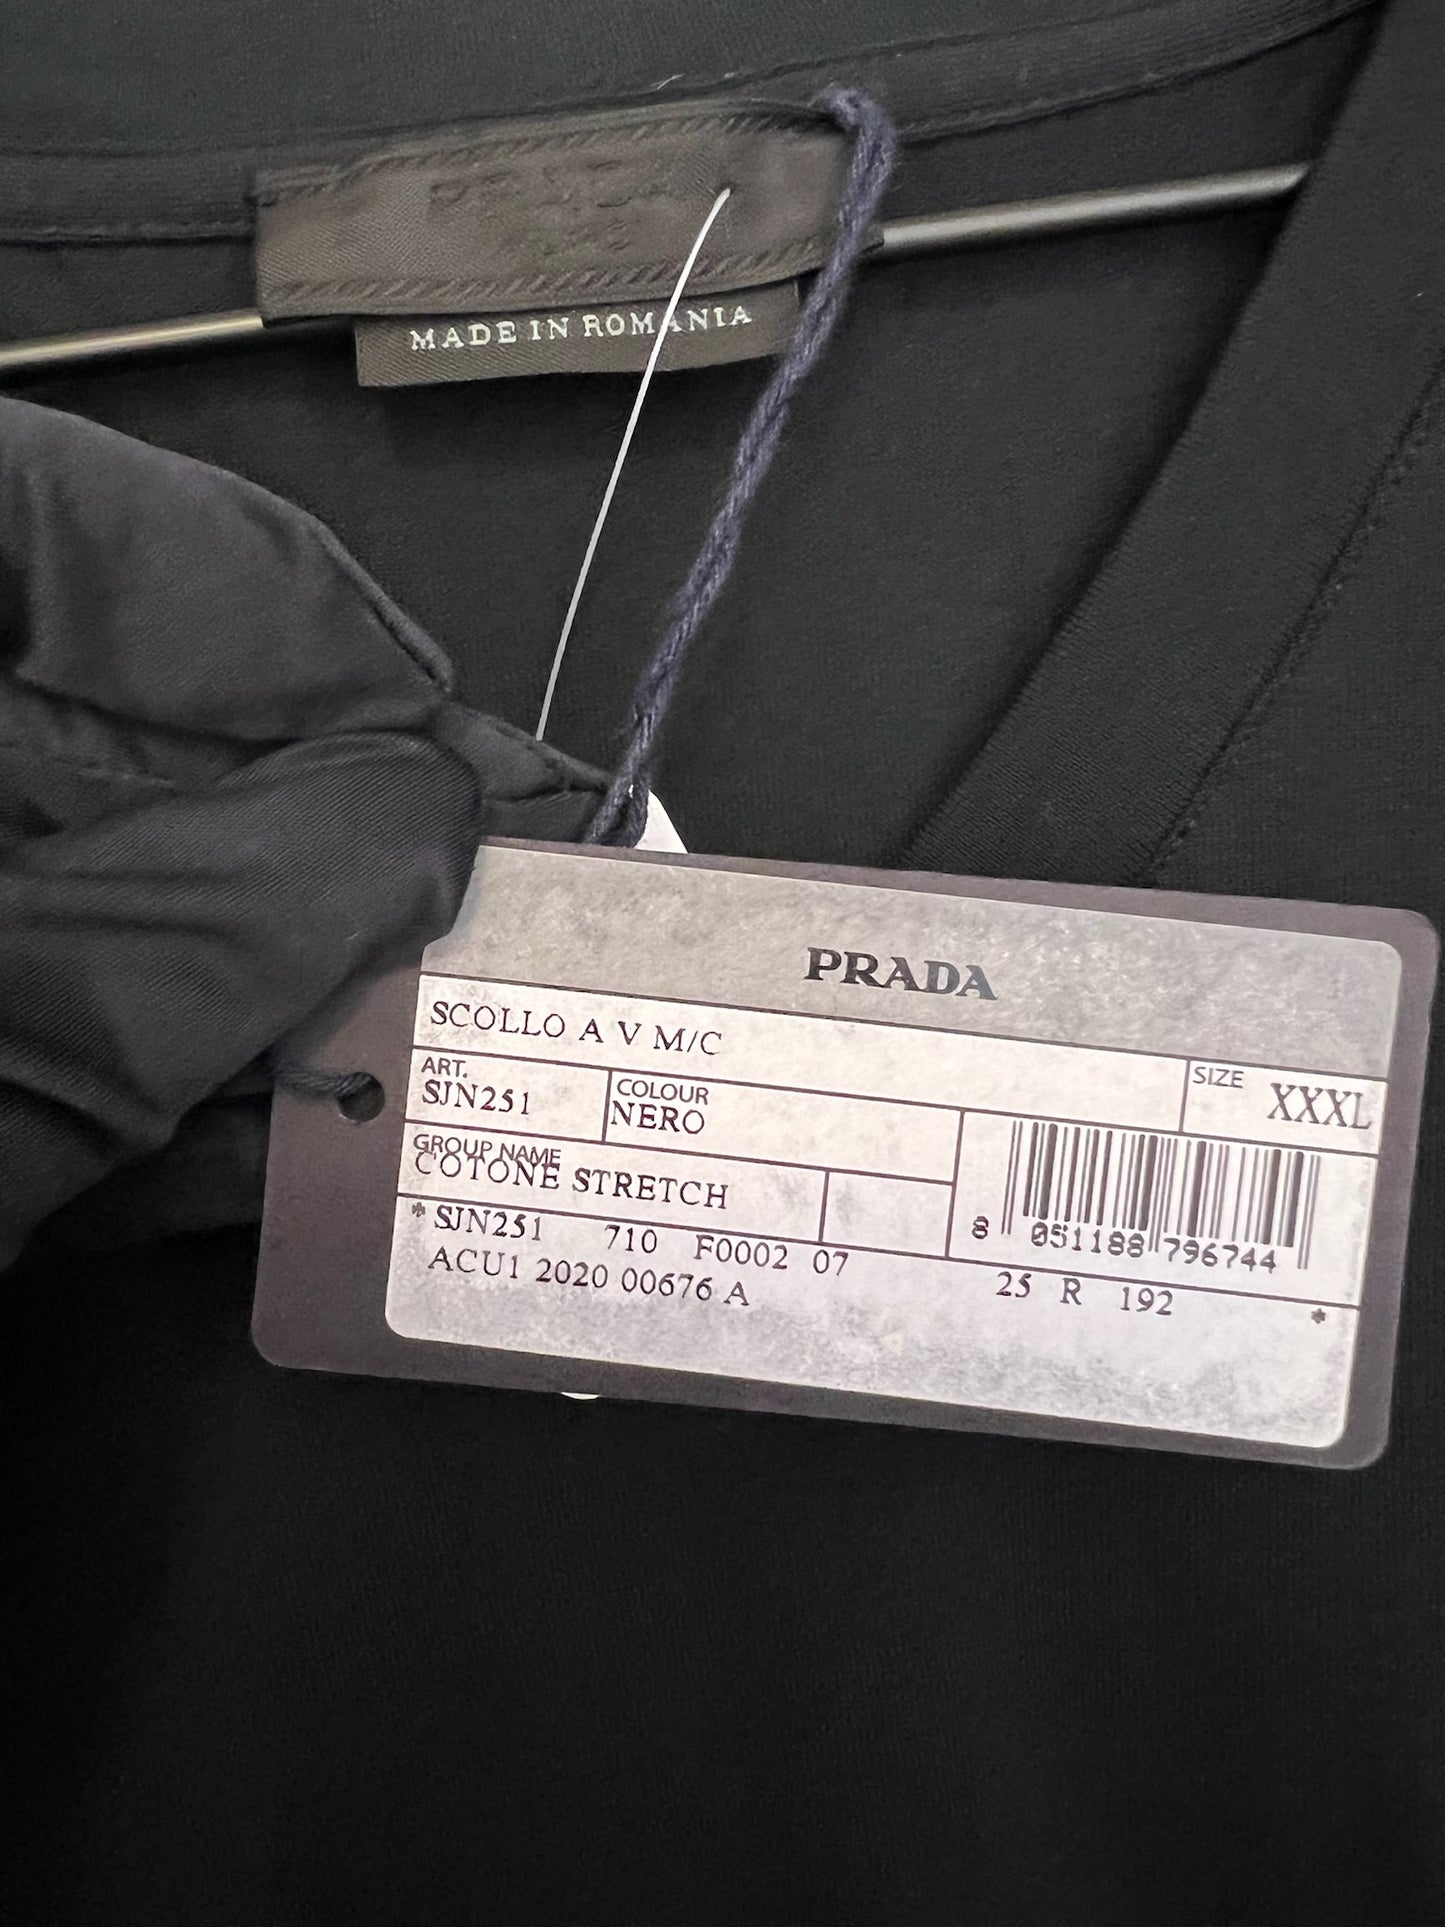 MADE IN ROMANIA
PRADA
SCOLLO A V M/C
SIZE XXXL
ART.
SJN251
COLOUR
NERO
GROUP NAME
COTONE STRETCH
8 051188 796744
* SJN251 710 F0002 07 25 R 192 *
ACU1 2020 00676 A